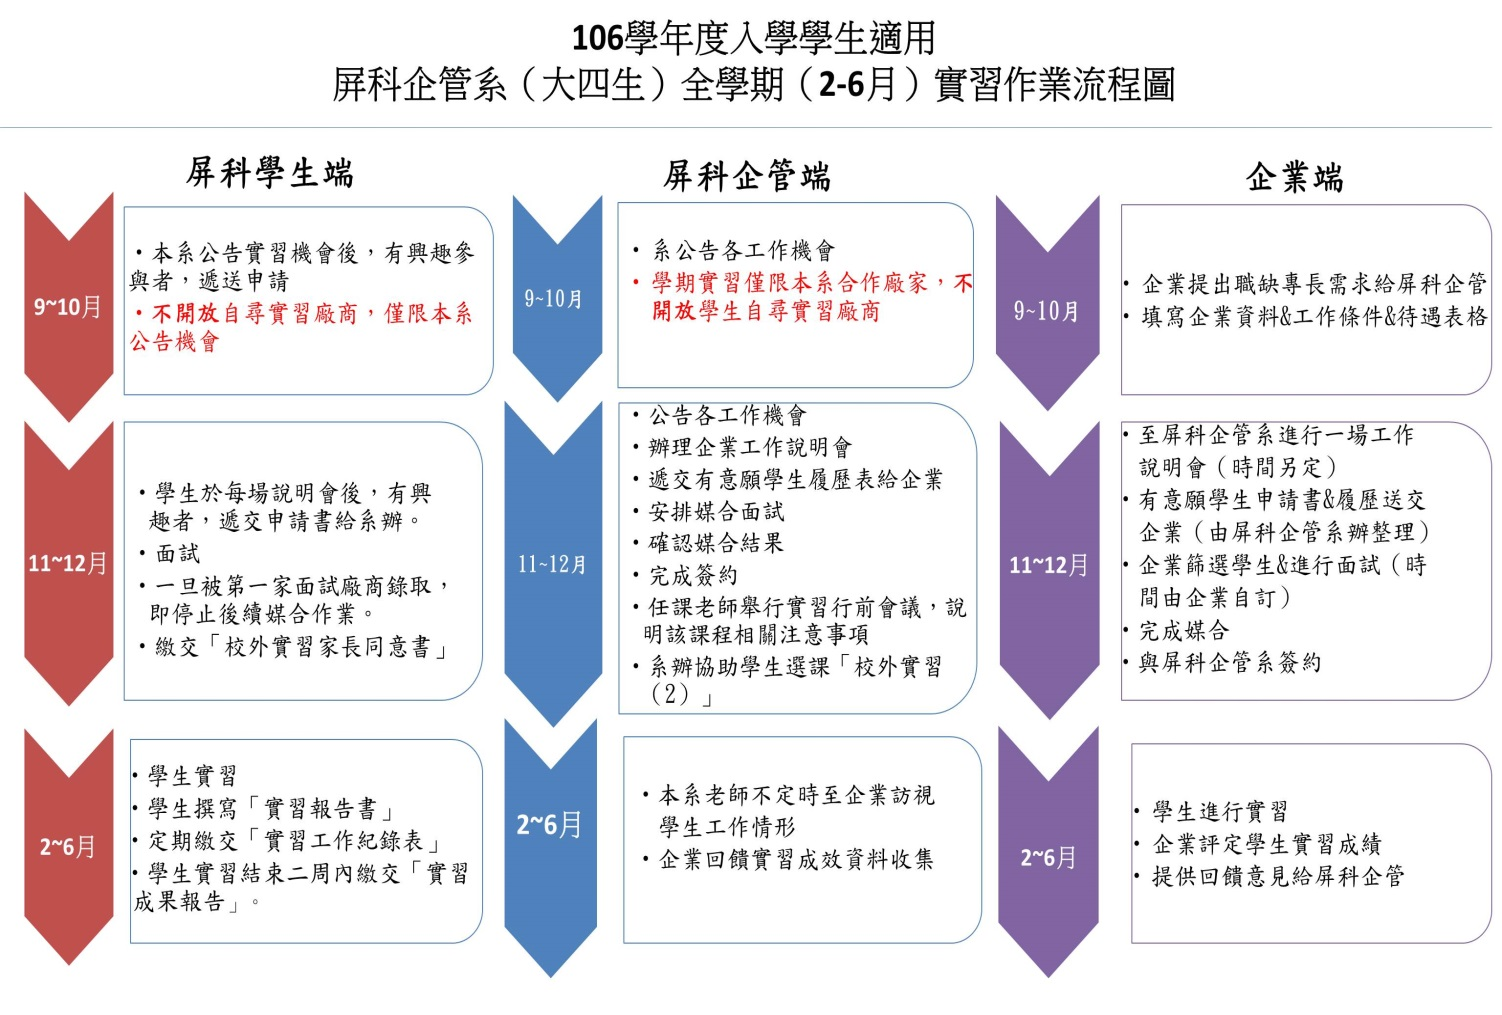 106學年度入學學生適用
屏科企管系（大四生）全學期（2-6月）實習作業流程圖
屏科學生端
9~10月
・本系公告實習機會後，有興趣參
與者，遞送申請
・不開放自尋實習廠商，僅限本系
公告機會
11~12月
・學生於每場說明會後，有興
趣者，遞交申請書給系辦。
・面試
・一旦被第一家面試廠商錄取，
即停止後續媒合作業。
・繳交「校外實習家長同意書」
2~6月
・學生實習
・學生撰寫「實習報告書」
・定期繳交「實習工作紀錄表」
・學生實習結束二周內繳交「實習
成果報告」。
屏科企管端
9~10月
・系公告各工作機會
・學期實習僅限本系合作廠家，不
開放學生自尋實習廠商
11~12月
・公告各工作機會
・辦理企業工作說明會
・遞交有意願學生履歷表給企業
・安排媒合面試
・確認媒合結果
・完成簽約
・任課老師舉行實習行前會議，說
明該課程相關注意事項
・系辦協助學生選課「校外實習
（2）」
2~6月
・本系老師不定時至企業訪視
學生工作情形
・企業回饋實習成效資料收集
企業端
9~10月
・企業提出職缺專長需求給屏科企管
・填寫企業資料&工作條件&待遇表格
11~12月
・至屏科企管系進行一場工作
說明會（時間另定）
・有意願學生申請書&履歷送交
企業（由屏科企管系辦整理）
・企業篩選學生&進行面試（時
間由企業自訂）
・完成媒合
・與屏科企管系簽約
2~6月
・學生進行實習
・企業評定學生實習成績
・提供回饋意見給屏科企管